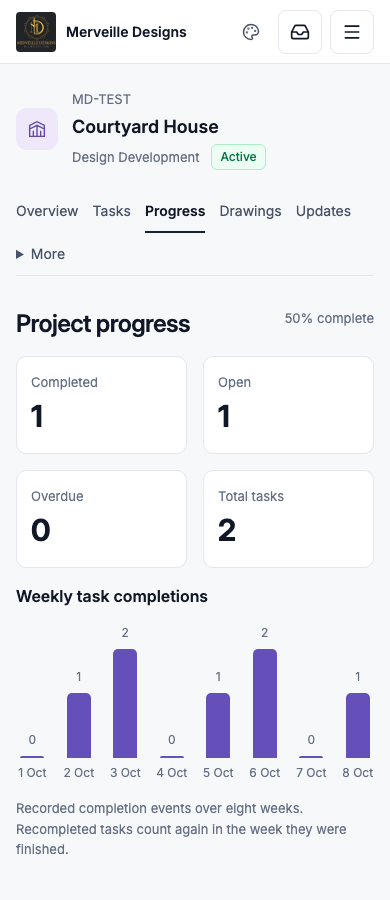 MERVEILLE DESIGNS
Merveille Designs
MD-TEST
Courtyard House
Design Development
Active
Overview
Tasks
Progress
Drawings
Updates
More
Project progress
50% complete
Completed
1
Open
1
Overdue
0
Total tasks
2
Weekly task completions
0
1
2
0
1
2
0
1
1 Oct
2 Oct
3 Oct
4 Oct
5 Oct
6 Oct
7 Oct
8 Oct
Recorded completion events over eight weeks.
Recompleted tasks count again in the week they were
finished.